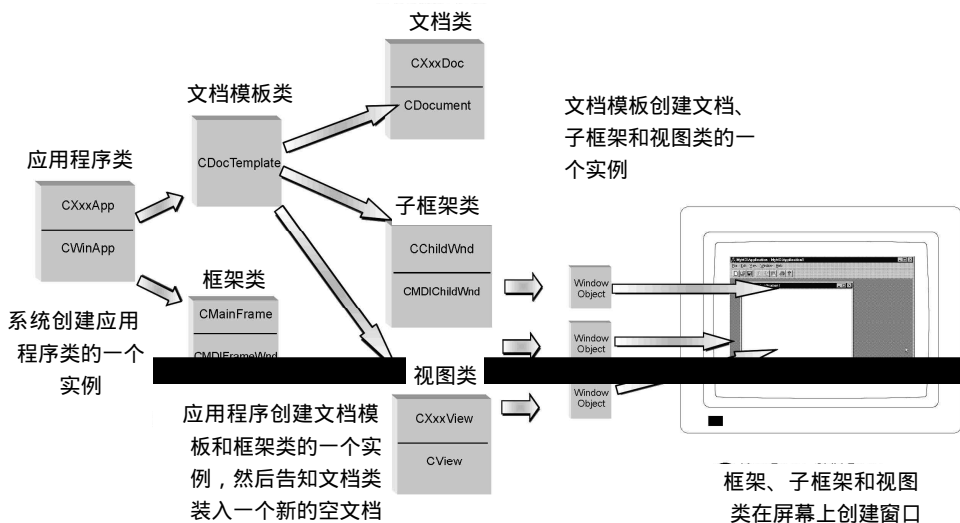 文档类
CXxxDoc
CDocument
文档模板类
CDocTemplate
文档模板创建文档、
子框架和视图类的一
个实例
应用程序类
CXxxApp
CWinApp
子框架类
CChildWnd
CMDIChildWnd
框架类
CMainFrame
CMDIFrameWnd
系统创建应用
程序类的一个
实例
Window
Object
Window
Object
Window
Object
视图类
CXxxView
CView
应用程序创建文档模
板和框架类的一个实
例，然后告知文档类
装入一个新的空文档
框架、子框架和视图
类在屏幕上创建窗口